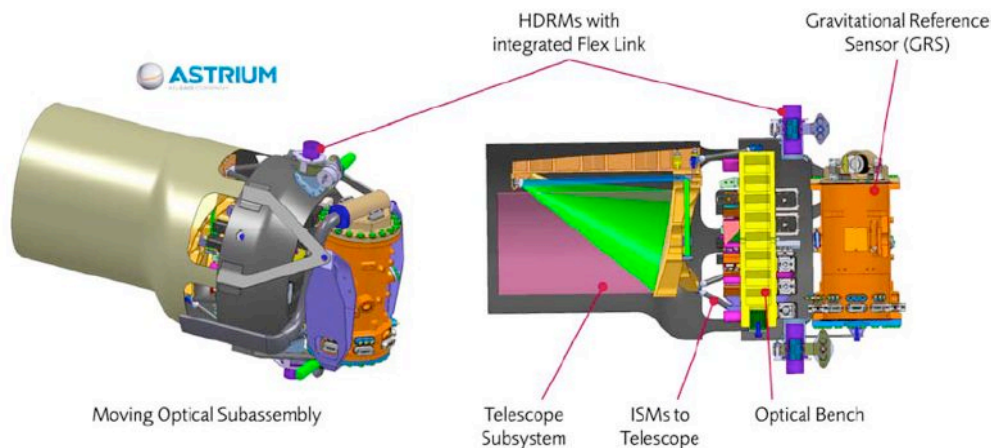 HDRMs with
integrated Flex Link
Gravitational Reference
Sensor (GRS)
ASTRIUM
Moving Optical Subassembly
Telescope
Subsystem
ISMs to
Telescope
Optical Bench